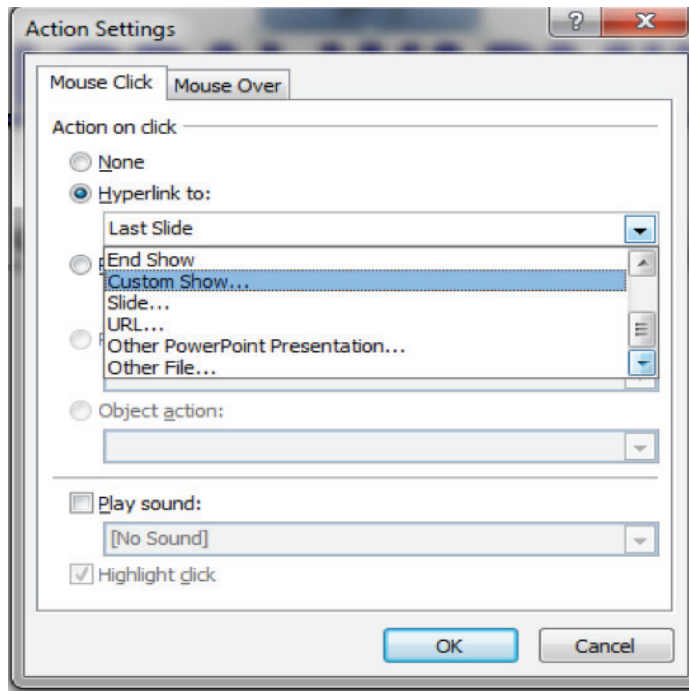 Action Settings
Mouse Click Mouse Over
Action on click
None
Hyperlink to:
Last Slide
End Show
Custom Show...
Slide...
URL...
Other PowerPoint Presentation...
Other File...
Object action:
Play sound:
[No Sound]
Highlight click
OK Cancel